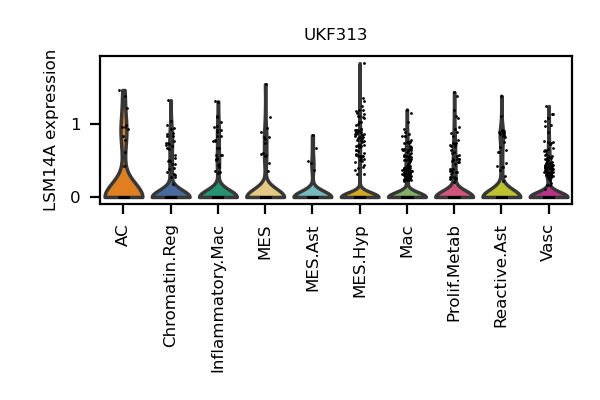 UKF313
LSM14A expression
1
0
AC
Chromatin.Reg
Inflammatory.Mac
MES
MES.Ast
MES.Hyp
Mac
Prolif.Metab
Reactive.Ast
Vasc